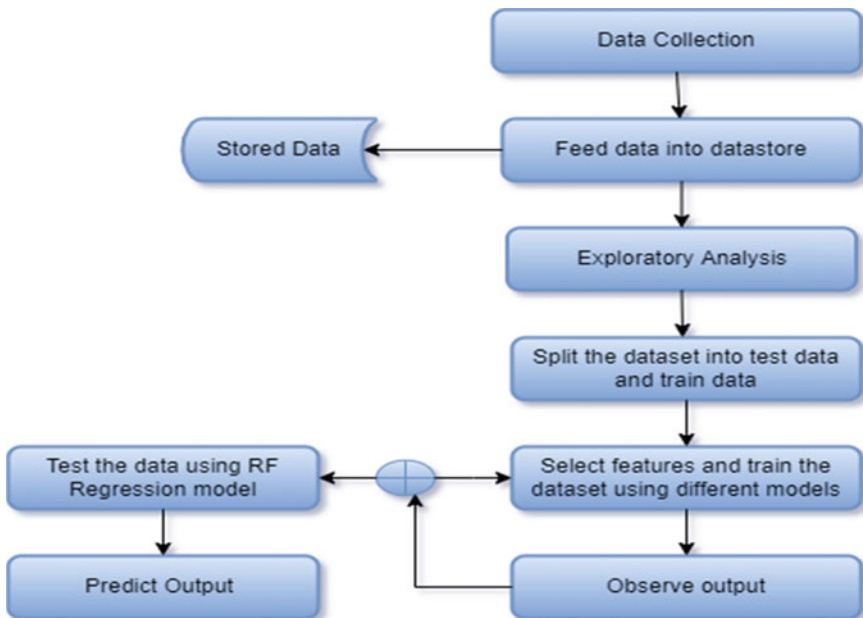 Data Collection
Stored Data
Feed data into datastore
Exploratory Analysis
Split the dataset into test data
and train data
Test the data using RF
Regression model
Select features and train the
dataset using different models
Predict Output
Observe output